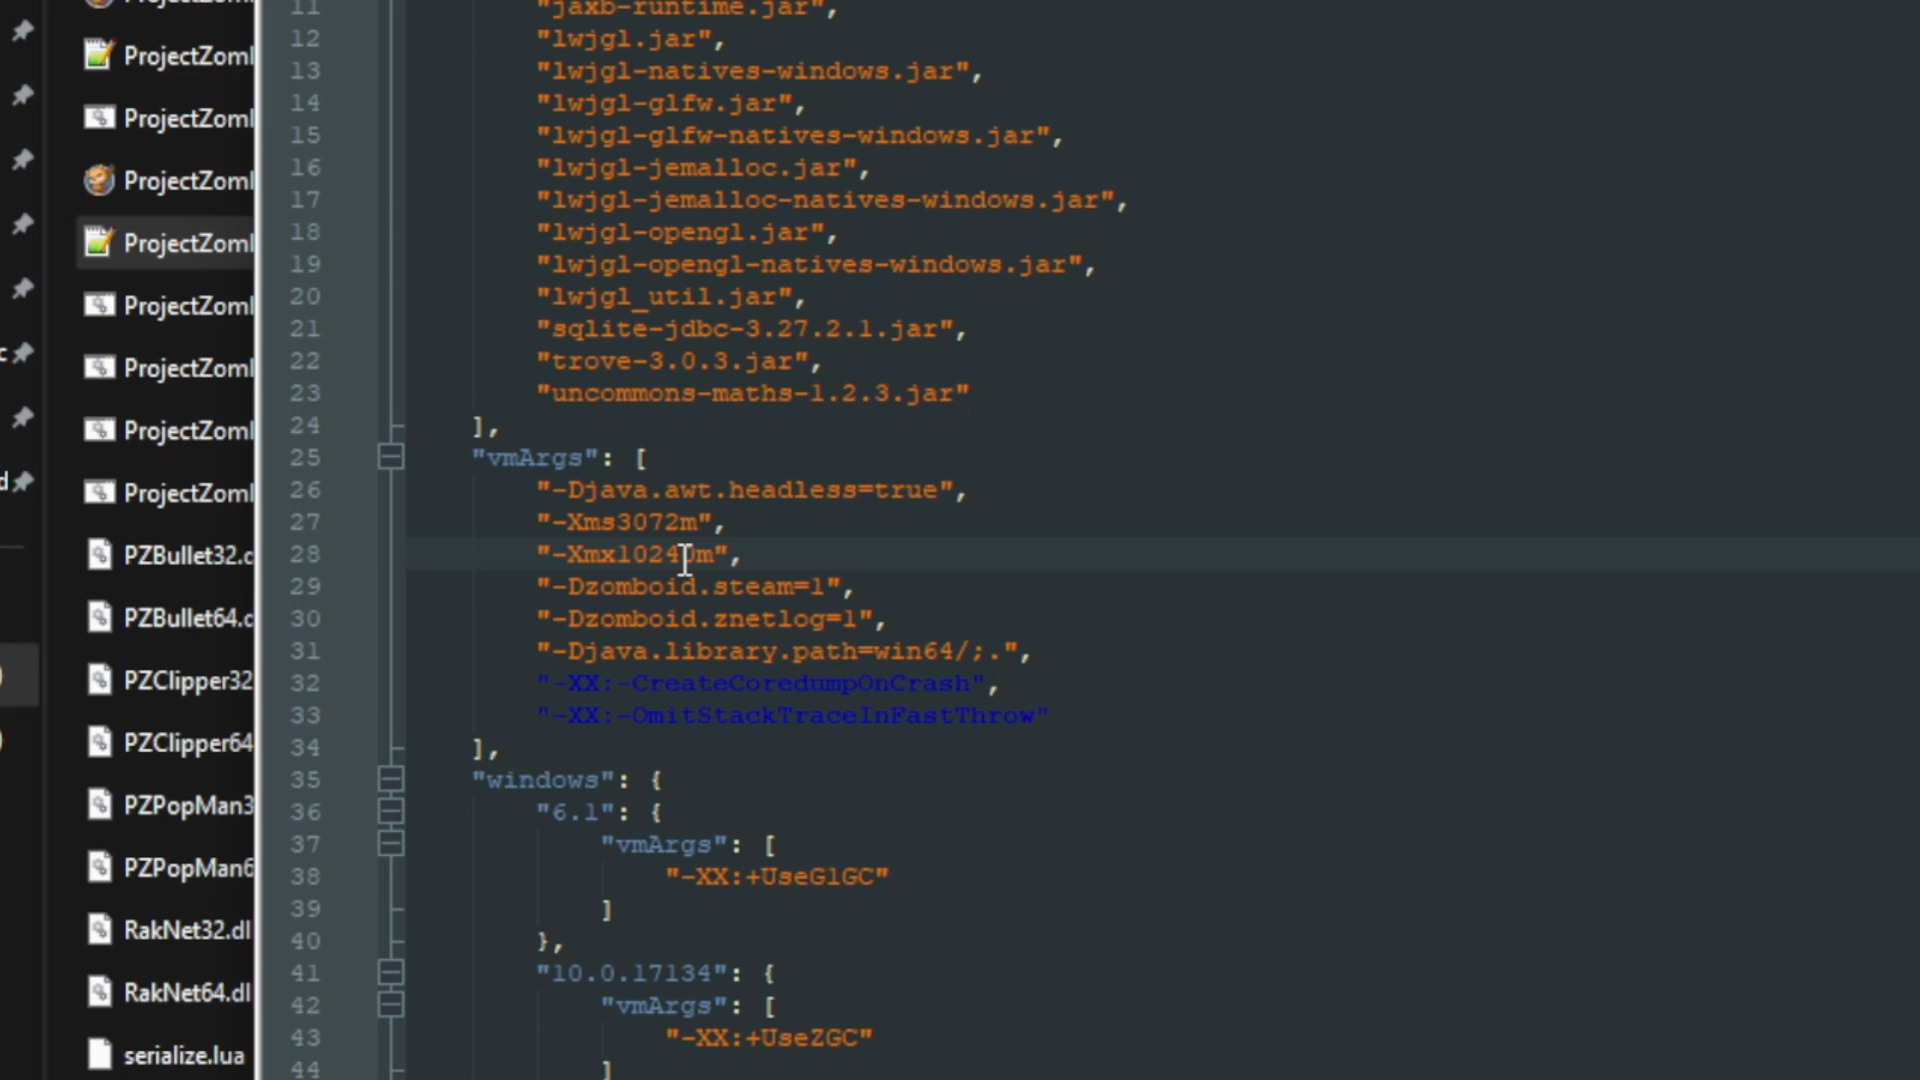 ProjectZoml
ProjectZoml
ProjectZoml
ProjectZoml
ProjectZoml
ProjectZoml
ProjectZoml
ProjectZoml
PZBullet32.
PZBullet64.
PZClipper32
PZClipper64
PZPopMan3
PZPopMan6
RakNet32.dl
RakNet64.dl
serialize.lua
11 "jaxb-runtime.jar",
12 "lwjgl.jar",
13 "lwjgl-natives-windows.jar",
14 "lwjgl-glfw.jar",
15 "lwjgl-glfw-natives-windows.jar",
16 "lwjgl-jemalloc.jar",
17 "lwjgl-jemalloc-natives-windows.jar",
18 "lwjgl-opengl.jar",
19 "lwjgl-opengl-natives-windows.jar",
20 "lwjgl_util.jar",
21 "sqlite-jdbc-3.27.2.1.jar",
22 "trove-3.0.3.jar",
23 "uncommons-maths-1.2.3.jar"
24 ],
25 "vmArgs": [
26 "-Djava.awt.headless=true",
27 "-Xms3072m",
28 "-Xmx10240m",
29 "-Dzomboid.steam=1",
30 "-Dzomboid.znetlog=1",
31 "-Djava.library.path=win64/;.",
32 "-XX:-CreateCoredumpOnCrash",
33 "-XX:-OmitStackTraceInFastThrow"
34 ],
35 "windows": {
36 "6.1": {
37 "vmArgs": [
38 "-XX:+UseG1GC"
39 ]
40 },
41 "10.0.17134": {
42 "vmArgs": [
43 "-XX:+UseZGC"
44 ]